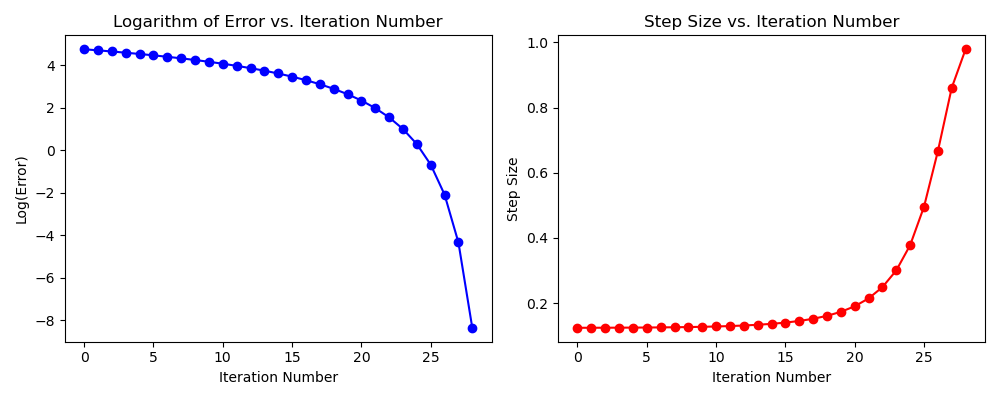 Logarithm of Error vs. Iteration Number
4
2
0
−2
−4
−6
−8
Log(Error)
0 5 10 15 20 25
Iteration Number
Step Size vs. Iteration Number
1.0
0.8
0.6
0.4
0.2
Step Size
0 5 10 15 20 25
Iteration Number